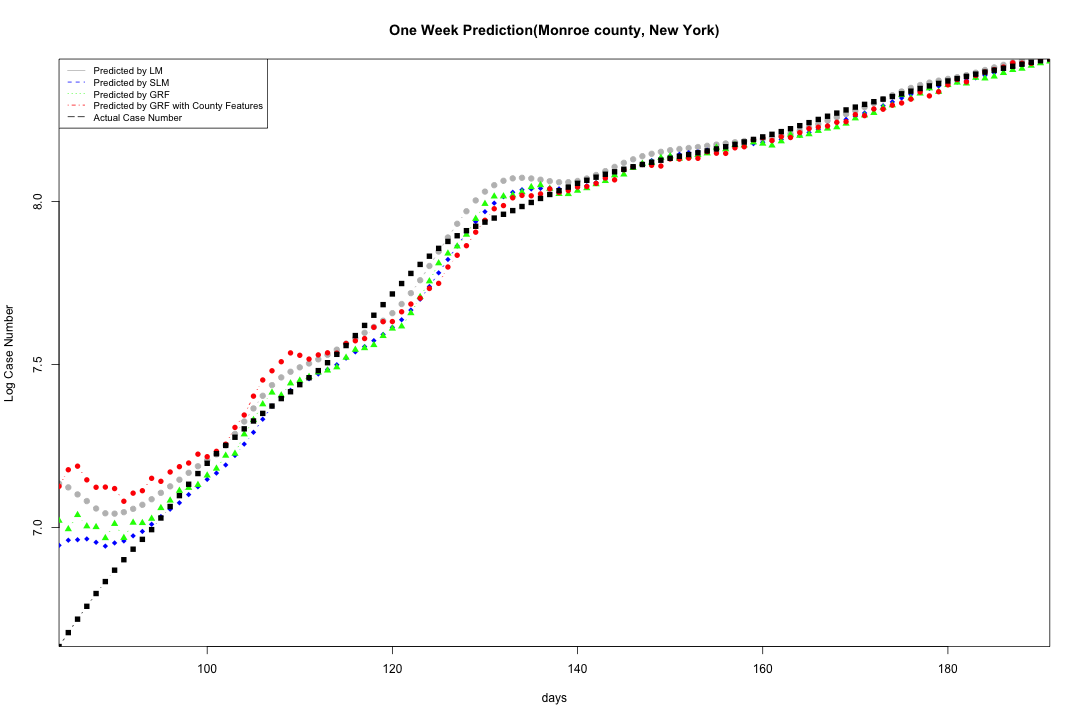 One Week Prediction(Monroe county, New York)
Predicted by LM
Predicted by SLM
Predicted by GRF
Predicted by GRF with County Features
Actual Case Number
Log Case Number
8.0
7.5
7.0
100 120 140 160 180
days